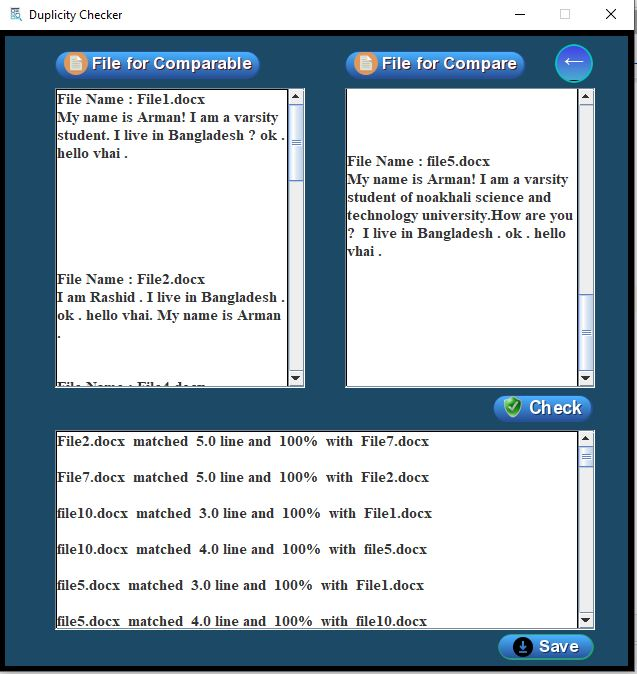 Duplicity Checker
File for Comparable
File for Compare
File Name : File1.docx
My name is Arman! I am a varsity
student. I live in Bangladesh ? ok .
hello vhai .
File Name : File2.docx
I am Rashid . I live in Bangladesh .
ok . hello vhai. My name is Arman
.
File Name : File4.docx
File Name : file5.docx
My name is Arman! I am a varsity
student of noakhali science and
technology university.How are you
?  I live in Bangladesh . ok . hello
vhai .
Check
File2.docx  matched  5.0 line and  100%  with  File7.docx
File7.docx  matched  5.0 line and  100%  with  File2.docx
file10.docx  matched  3.0 line and  100%  with  File1.docx
file10.docx  matched  4.0 line and  100%  with  file5.docx
file5.docx  matched  3.0 line and  100%  with  File1.docx
file5.docx  matched  4.0 line and  100%  with  file10.docx
Save